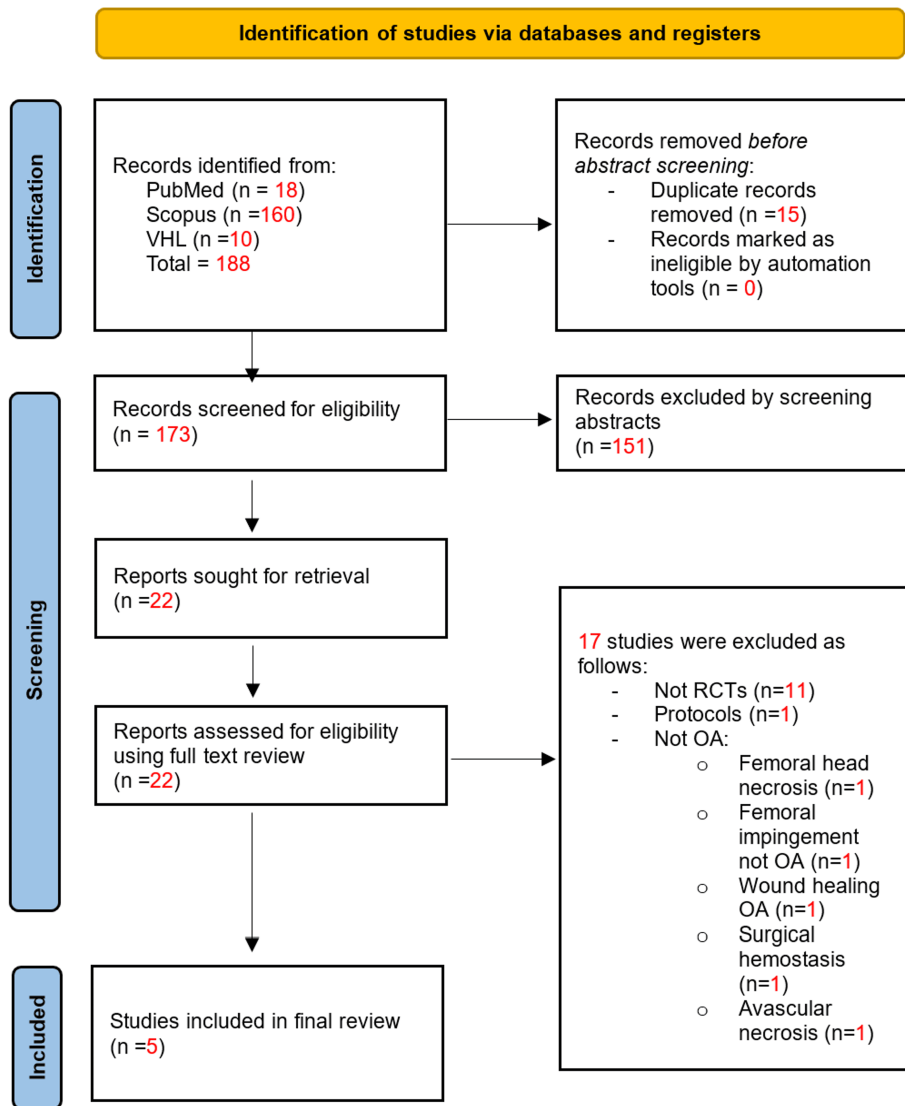 Identification of studies via databases and registers
Identification
Records identified from:
PubMed (n = 18)
Scopus (n =160)
VHL (n =10)
Total = 188
Records removed before
abstract screening:
- Duplicate records
removed (n =15)
- Records marked as
ineligible by automation
tools (n = 0)
Screening
Records screened for eligibility
(n = 173)
Records excluded by screening
abstracts
(n =151)
Reports sought for retrieval
(n =22)
Reports assessed for eligibility
using full text review
(n =22)
17 studies were excluded as
follows:
- Not RCTs (n=11)
- Protocols (n=1)
- Not OA:
o Femoral head
necrosis (n=1)
o Femoral
impingement
not OA (n=1)
o Wound healing
OA (n=1)
o Surgical
hemostasis
(n=1)
o Avascular
necrosis (n=1)
Included
Studies included in final review
(n =5)